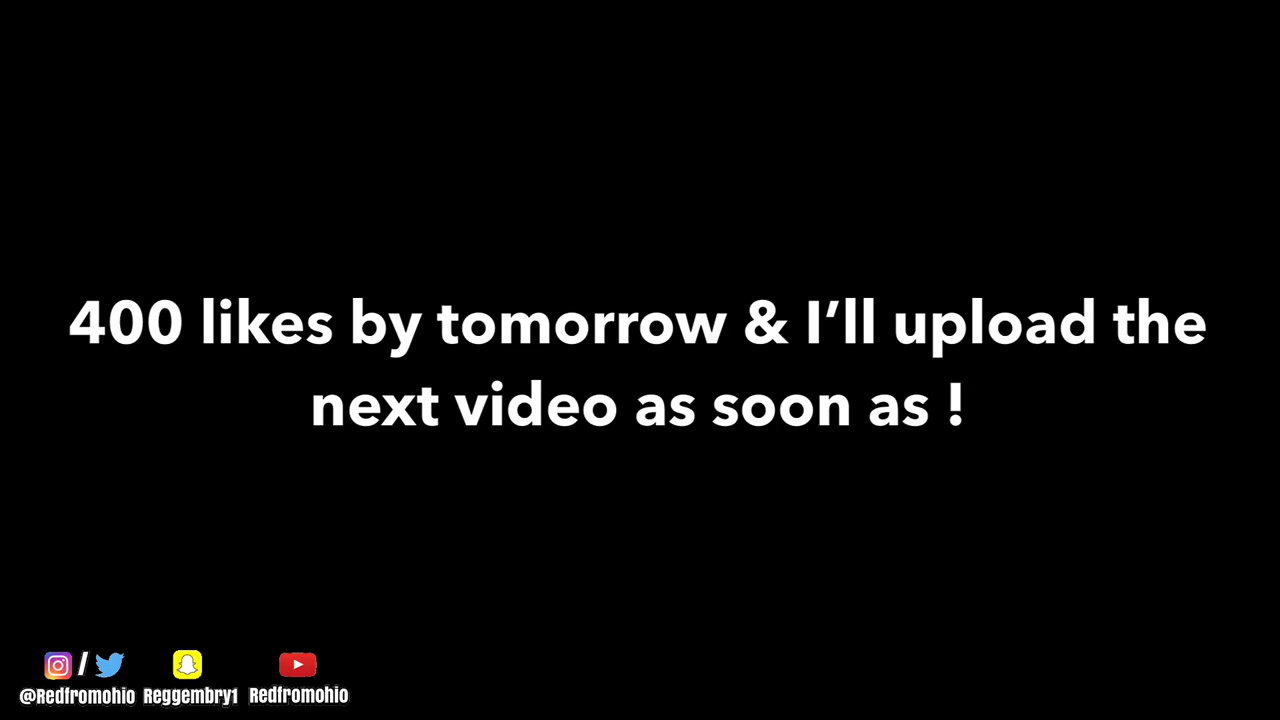 400 likes by tomorrow & I’ll upload the
next video as soon as !
/
@Redfromohio Reggembry1 Redfromohio